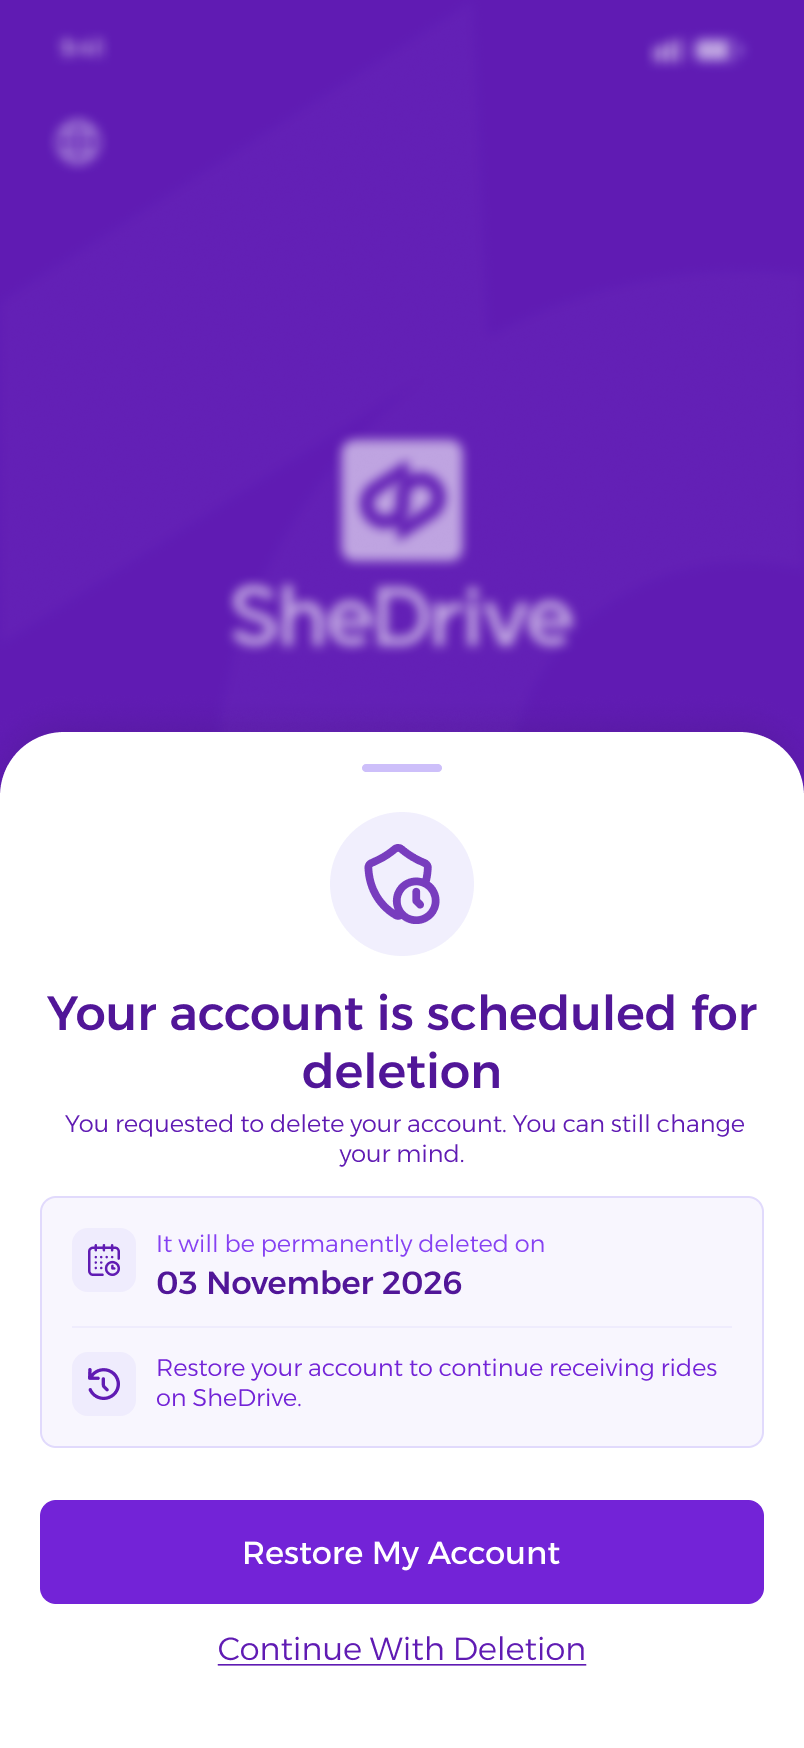 SheDrive
Your account is scheduled for
deletion
You requested to delete your account. You can still change
your mind.
It will be permanently deleted on
03 November 2026
Restore your account to continue receiving rides
on SheDrive.
Restore My Account
Continue With Deletion